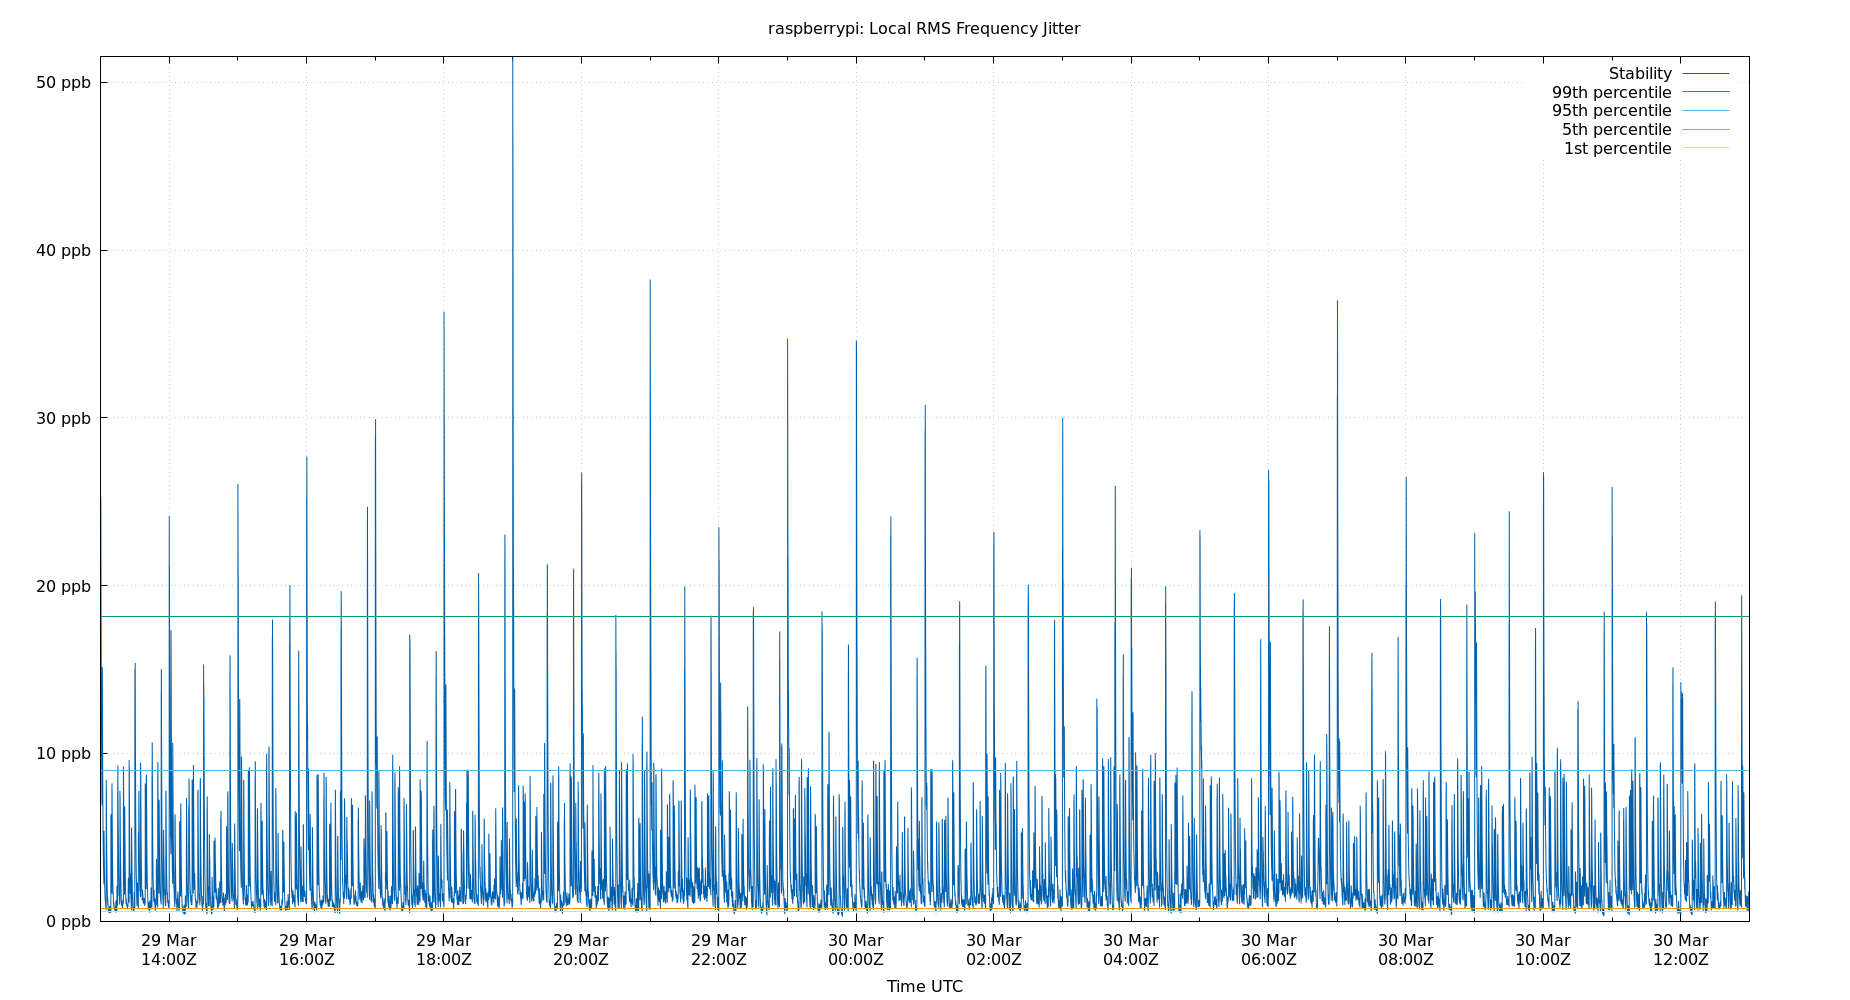 raspberrypi: Local RMS Frequency Jitter
Stability
99th percentile
95th percentile
5th percentile
1st percentile
50 ppb
40 ppb
30 ppb
20 ppb
10 ppb
0 ppb
29 Mar 29 Mar 29 Mar 29 Mar 29 Mar 30 Mar 30 Mar 30 Mar 30 Mar 30 Mar 30 Mar 30 Mar
14:00Z 16:00Z 18:00Z 20:00Z 22:00Z 00:00Z 02:00Z 04:00Z 06:00Z 08:00Z 10:00Z 12:00Z
Time UTC